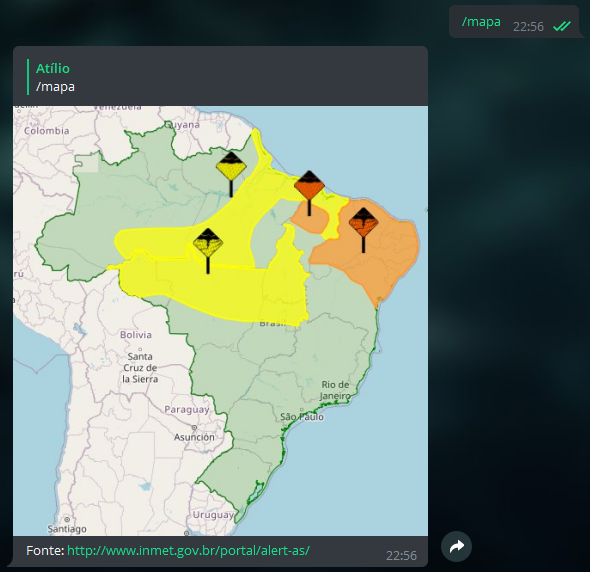 /mapa 22:56
Atílio
/mapa
Venezuela
Guyana
Colombia
Perú
Brasil
Bolivia
Santa
Cruz de
la Sierra
Rio de
Janeiro
Paraguay
São Paulo
Asunción
Uruguay
Santiago
Fonte: http://www.inmet.gov.br/portal/alert-as/
22:56